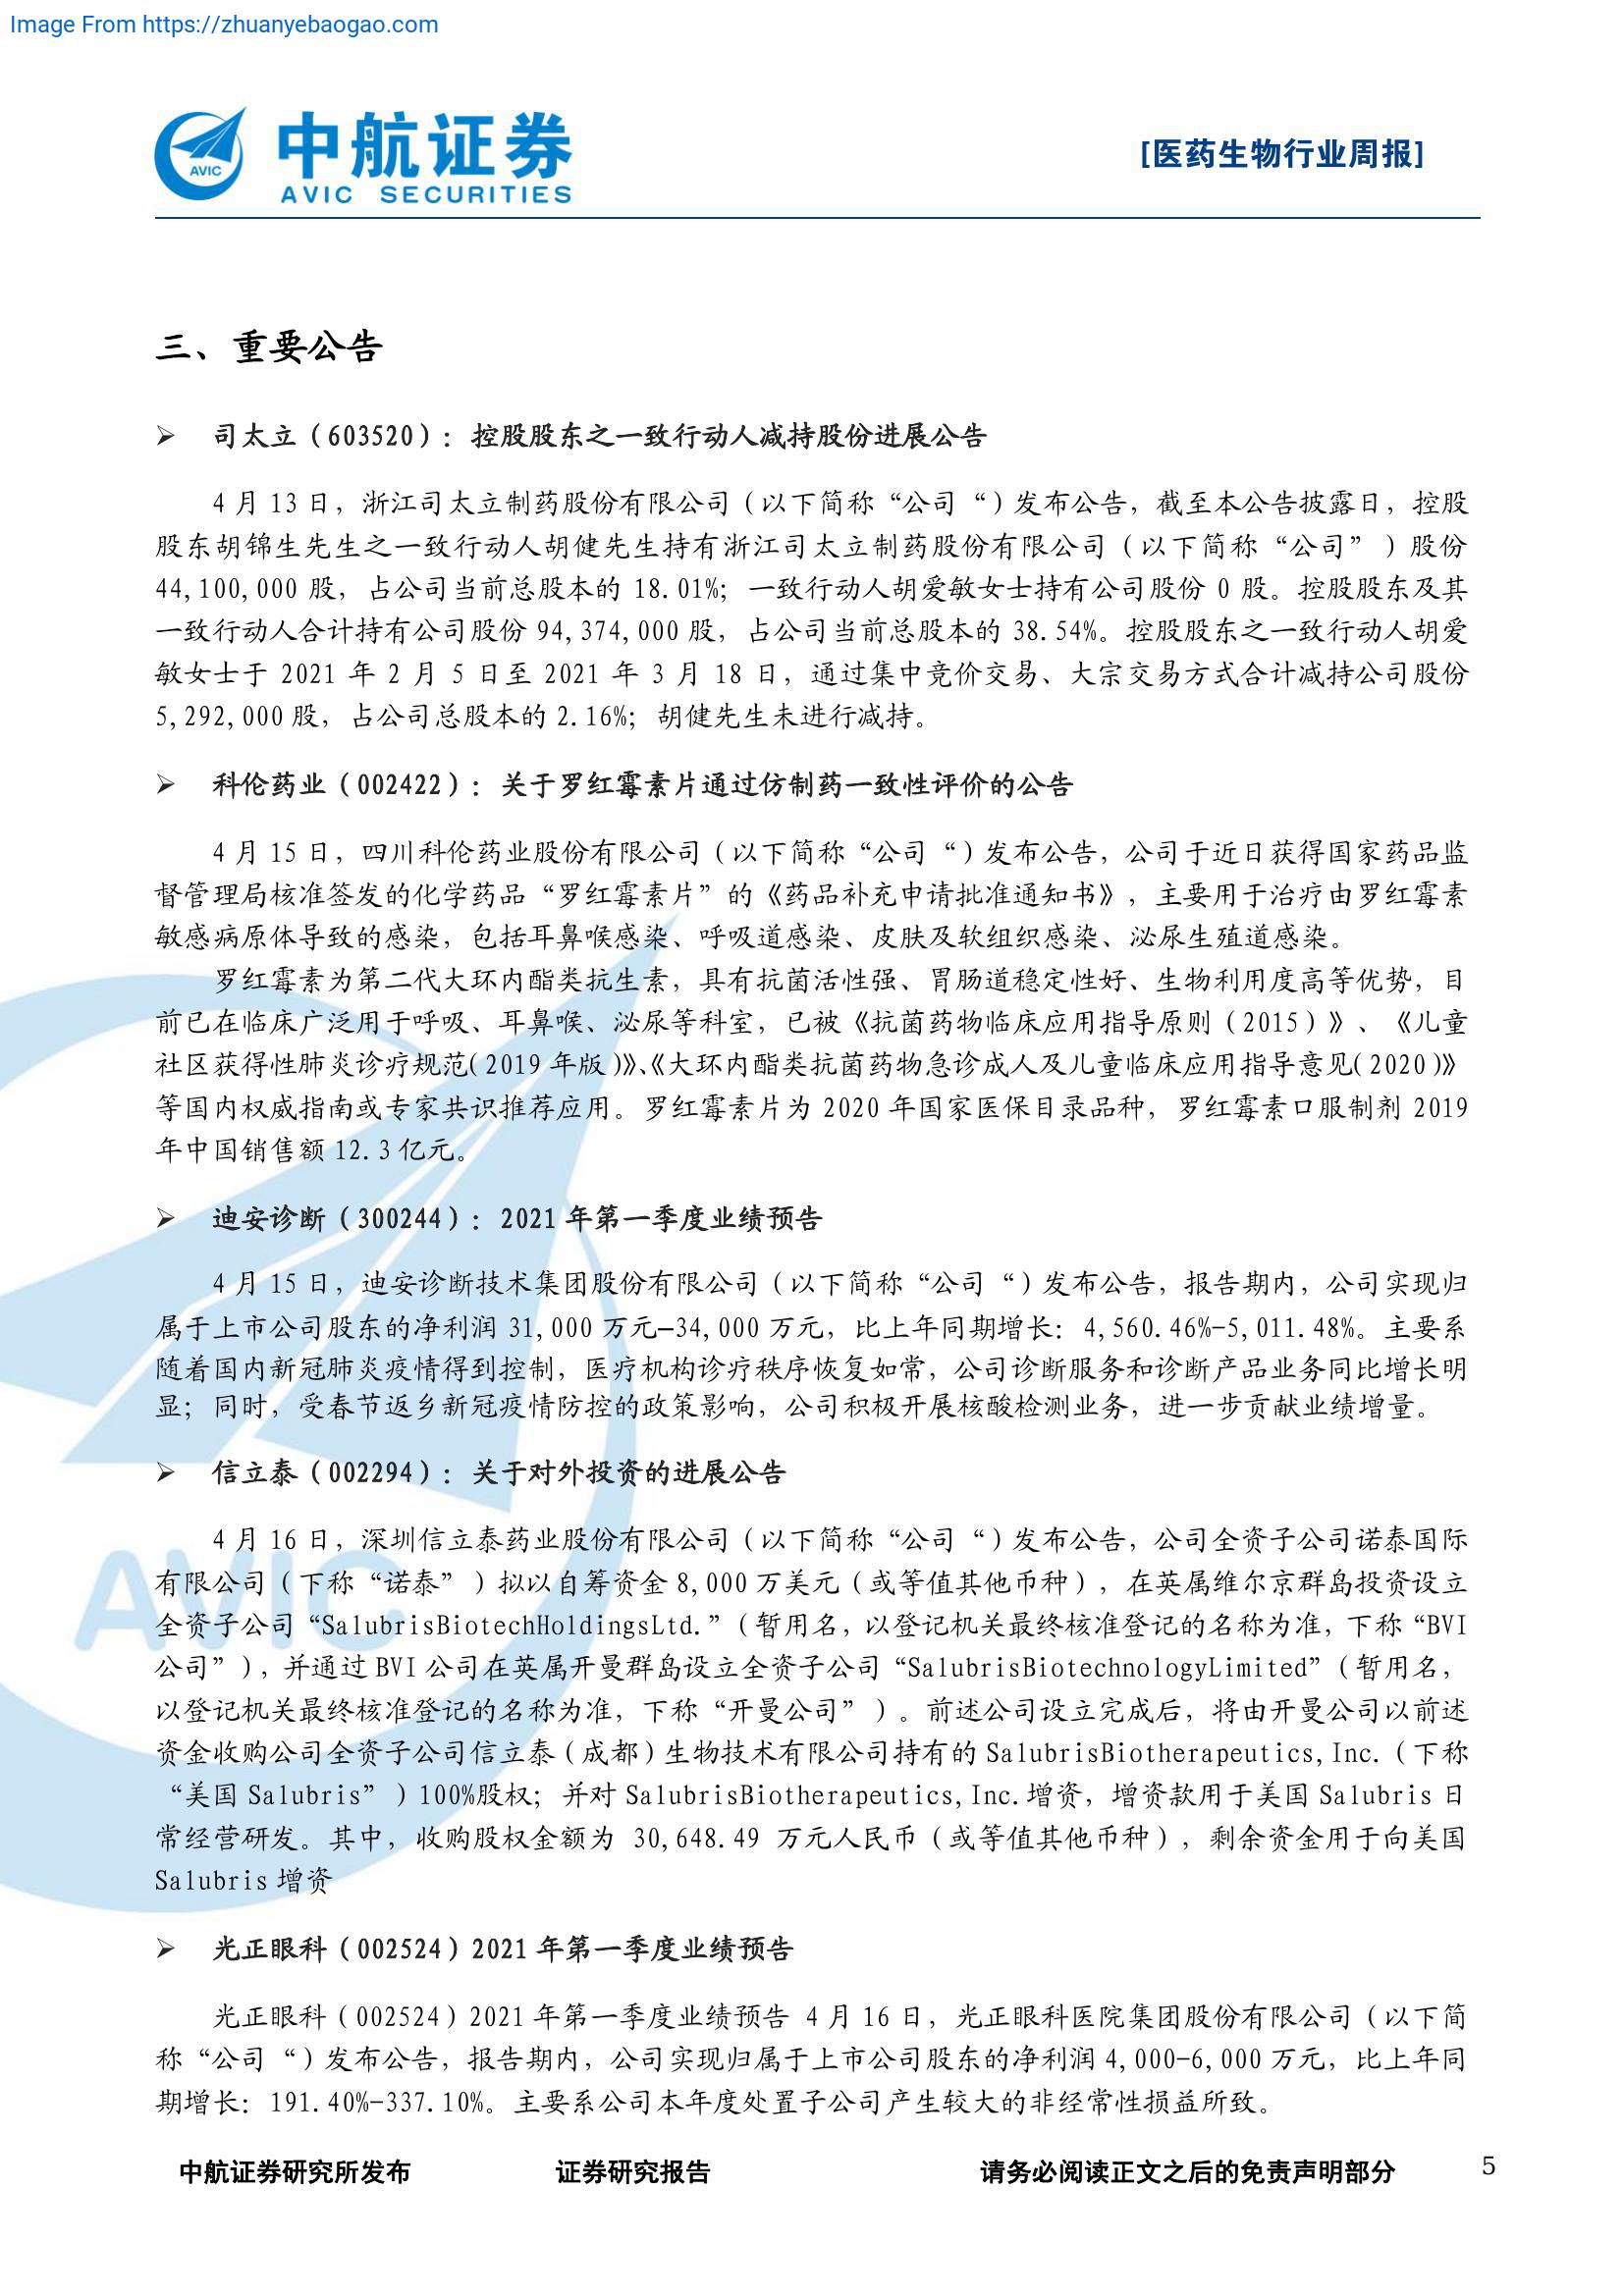 Image From https://zhuanyebaogao.com
中航证券
AVIC SECURITIES
AVIC
[医药生物行业周报]
三、重要公告
➢ 司太立（603520）：控股股东之一致行动人减持股份进展公告
4 月 13 日，浙江司太立制药股份有限公司（以下简称“公司“）发布公告，截至本公告披露日，控股
股东胡锦生先生之一致行动人胡健先生持有浙江司太立制药股份有限公司（以下简称“公司”）股份
44,100,000 股，占公司当前总股本的 18.01%；一致行动人胡爱敏女士持有公司股份 0 股。控股股东及其
一致行动人合计持有公司股份 94,374,000 股，占公司当前总股本的 38.54%。控股股东之一致行动人胡爱
敏女士于 2021 年 2 月 5 日至 2021 年 3 月 18 日，通过集中竞价交易、大宗交易方式合计减持公司股份
5,292,000 股，占公司总股本的 2.16%；胡健先生未进行减持。
➢ 科伦药业（002422）：关于罗红霉素片通过仿制药一致性评价的公告
4 月 15 日，四川科伦药业股份有限公司（以下简称“公司“）发布公告，公司于近日获得国家药品监
督管理局核准签发的化学药品“罗红霉素片”的《药品补充申请批准通知书》，主要用于治疗由罗红霉素
敏感病原体导致的感染，包括耳鼻喉感染、呼吸道感染、皮肤及软组织感染、泌尿生殖道感染。
罗红霉素为第二代大环内酯类抗生素，具有抗菌活性强、胃肠道稳定性好、生物利用度高等优势，目
前已在临床广泛用于呼吸、耳鼻喉、泌尿等科室，已被《抗菌药物临床应用指导原则（2015）》、《儿童
社区获得性肺炎诊疗规范(2019 年版)》、《大环内酯类抗菌药物急诊成人及儿童临床应用指导意见(2020)》
等国内权威指南或专家共识推荐应用。罗红霉素片为 2020 年国家医保目录品种，罗红霉素口服制剂 2019
年中国销售额 12.3 亿元。
➢ 迪安诊断（300244）：2021 年第一季度业绩预告
4 月 15 日，迪安诊断技术集团股份有限公司（以下简称“公司“）发布公告，报告期内，公司实现归
属于上市公司股东的净利润 31,000 万元—34,000 万元，比上年同期增长：4,560.46%-5,011.48%。主要系
随着国内新冠肺炎疫情得到控制，医疗机构诊疗秩序恢复如常，公司诊断服务和诊断产品业务同比增长明
显；同时，受春节返乡新冠疫情防控的政策影响，公司积极开展核酸检测业务，进一步贡献业绩增量。
➢ 信立泰（002294）：关于对外投资的进展公告
4 月 16 日，深圳信立泰药业股份有限公司（以下简称“公司“）发布公告，公司全资子公司诺泰国际
有限公司（下称“诺泰”）拟以自筹资金 8,000 万美元（或等值其他币种），在英属维尔京群岛投资设立
全资子公司“SalubrisBiotechHoldingsLtd.”（暂用名，以登记机关最终核准登记的名称为准，下称“BVI
公司”），并通过 BVI 公司在英属开曼群岛设立全资子公司“SalubrisBiotechnologyLimited”（暂用名，
以登记机关最终核准登记的名称为准，下称“开曼公司”）。前述公司设立完成后，将由开曼公司以前述
资金收购公司全资子公司信立泰（成都）生物技术有限公司持有的 SalubrisBiotherapeutics,Inc.（下称
“美国 Salubris”）100%股权；并对 SalubrisBiotherapeutics,Inc.增资，增资款用于美国 Salubris 日
常经营研发。其中，收购股权金额为 30,648.49 万元人民币（或等值其他币种），剩余资金用于向美国
Salubris 增资
➢ 光正眼科（002524）2021 年第一季度业绩预告
光正眼科（002524）2021 年第一季度业绩预告 4 月 16 日，光正眼科医院集团股份有限公司（以下简
称“公司“）发布公告，报告期内，公司实现归属于上市公司股东的净利润 4,000-6,000 万元，比上年同
期增长：191.40%-337.10%。主要系公司本年度处置子公司产生较大的非经常性损益所致。
AVIC
中航证券研究所发布 证券研究报告 请务必阅读正文之后的免责声明部分 5